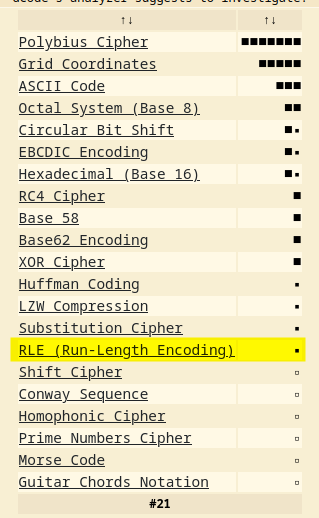 dcode's analyzer suggests to investigate:
↑↓ ↑↓
Polybius Cipher ■■■■■■■
Grid Coordinates ■■■■■
ASCII Code ■■■
Octal System (Base 8) ■■
Circular Bit Shift ■▪
EBCDIC Encoding ■▪
Hexadecimal (Base 16) ■▪
RC4 Cipher ■
Base 58 ■
Base62 Encoding ■
XOR Cipher ■
Huffman Coding ▪
LZW Compression ▪
Substitution Cipher ▪
RLE (Run-Length Encoding) ▪
Shift Cipher ▫
Conway Sequence ▫
Homophonic Cipher ▫
Prime Numbers Cipher ▫
Morse Code ▫
Guitar Chords Notation ▫
#21